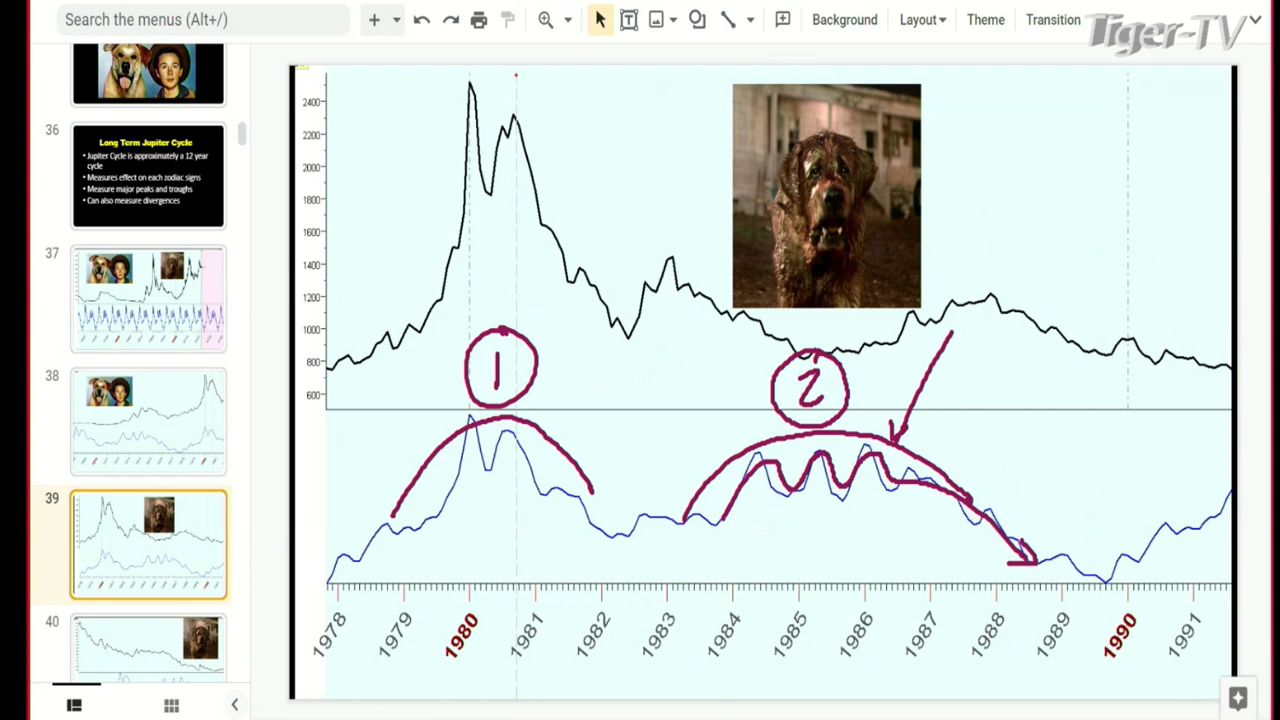 Search the menus (Alt+/)
Background
Layout
Theme
Transition
Tiger-TV
36
Long Term Jupiter Cycle
• Jupiter Cycle is approximately a 12 year
cycle
• Measures effect on each zodiac signs
• Measure major peaks and troughs
• Can also measure divergences
37
38
39
40
2400
2200
2000
1800
1600
1400
1200
1000
800
600
1
2
1978
1979
1980
1981
1982
1983
1984
1985
1986
1987
1988
1989
1990
1991